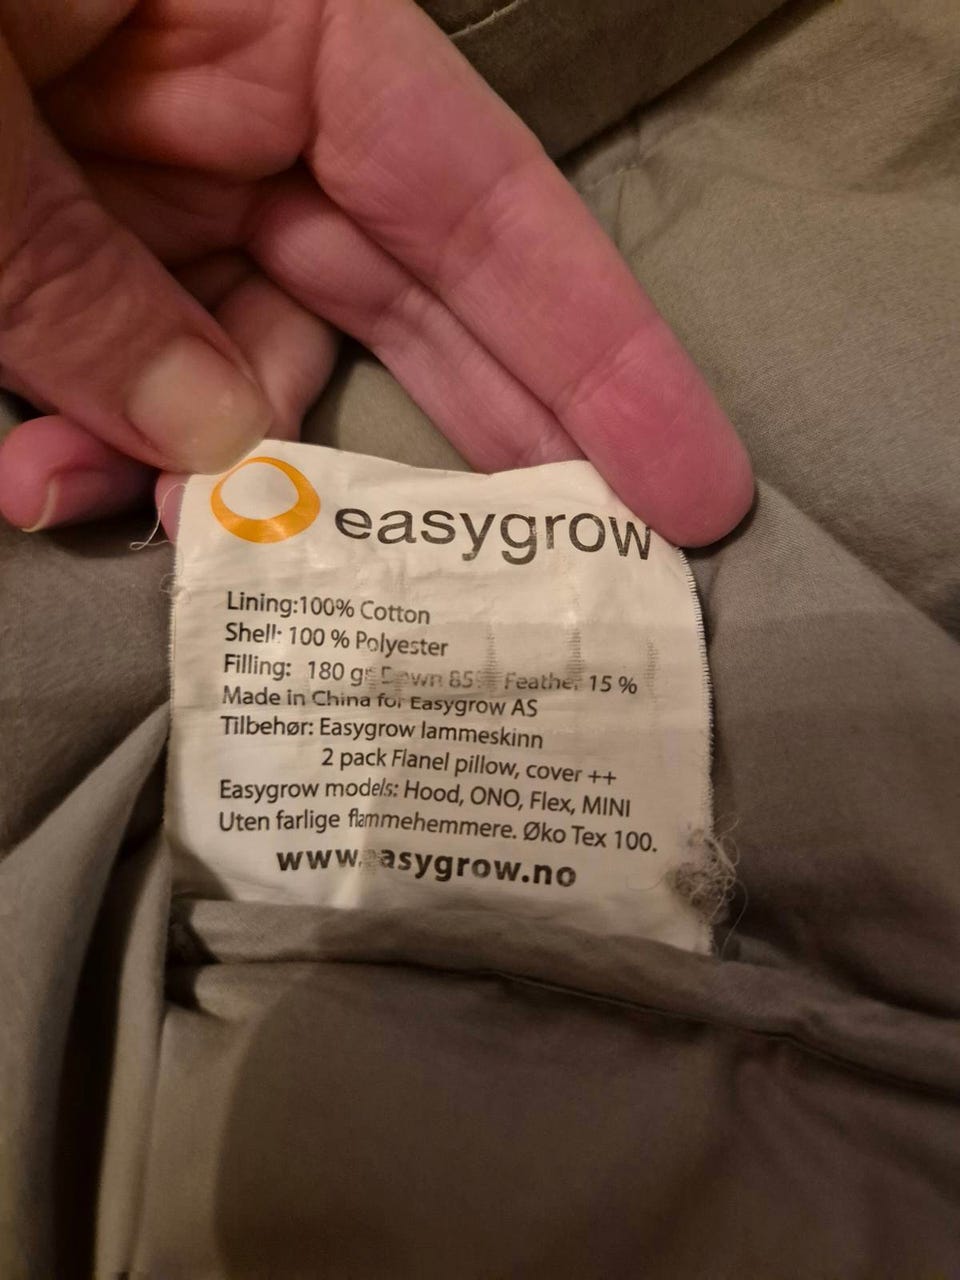 easygrow
Lining:100% Cotton
Shell: 100 % Polyester
Filling: 180 gr Down 85% Feather 15 %
Made in China for Easygrow AS
Tilbehør: Easygrow lammeskinn
2 pack Flanel pillow, cover ++
Easygrow models: Hood, ONO, Flex, MINI
Uten farlige flammehemmere. Øko Tex 100.
www.easygrow.no